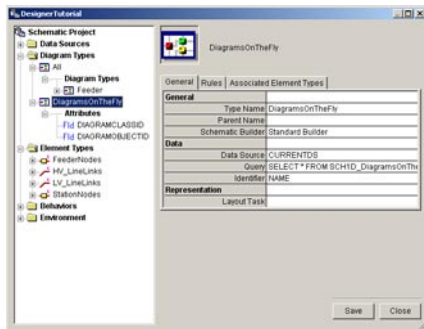 DesignerTutorial
Schematic Project
Data Sources
Diagram Types
All
Diagram Types
Feeder
DiagramsOnTheFly
Attributes
Fld DIAGRAMCLASSID
Fld DIAGRAMOBJECTID
Element Types
FeederNodes
HV_LineLinks
LV_LineLinks
StationNodes
Behaviors
Environment
DiagramsOnTheFly
General Rules Associated Element Types
General
Type Name DiagramsOnTheFly
Parent Name
Schematic Builder Standard Builder
Data
Data Source CURRENTDS
Query SELECT * FROM SCH1D_DiagramsOnThe
Identifier NAME
Representation
Layout Task
Save Close